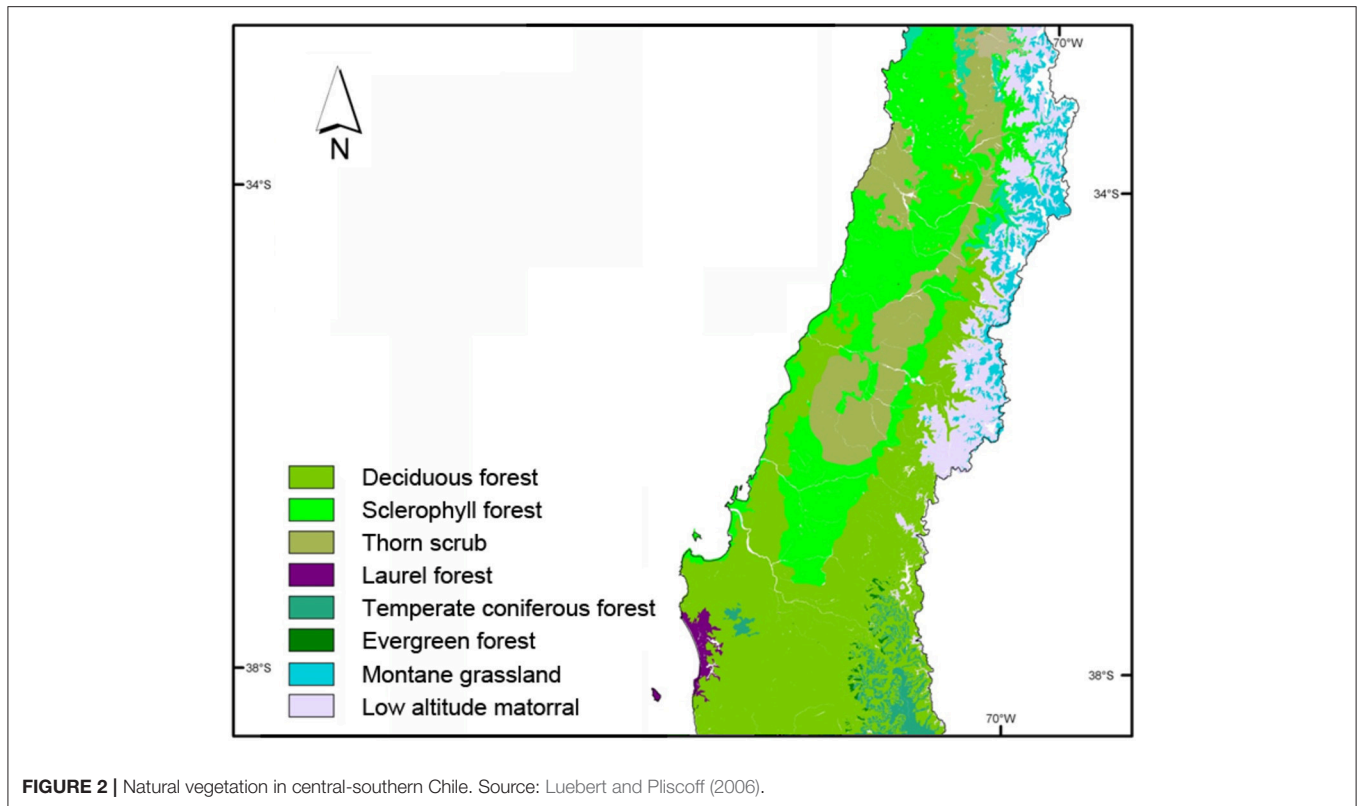 70°W
N
34°S
34°S
Deciduous forest
Sclerophyll forest
Thorn scrub
Laurel forest
Temperate coniferous forest
Evergreen forest
Montane grassland
Low altitude matorral
38°S
38°S
70°W
FIGURE 2 | Natural vegetation in central-southern Chile. Source: Luebert and Pliscoff (2006).